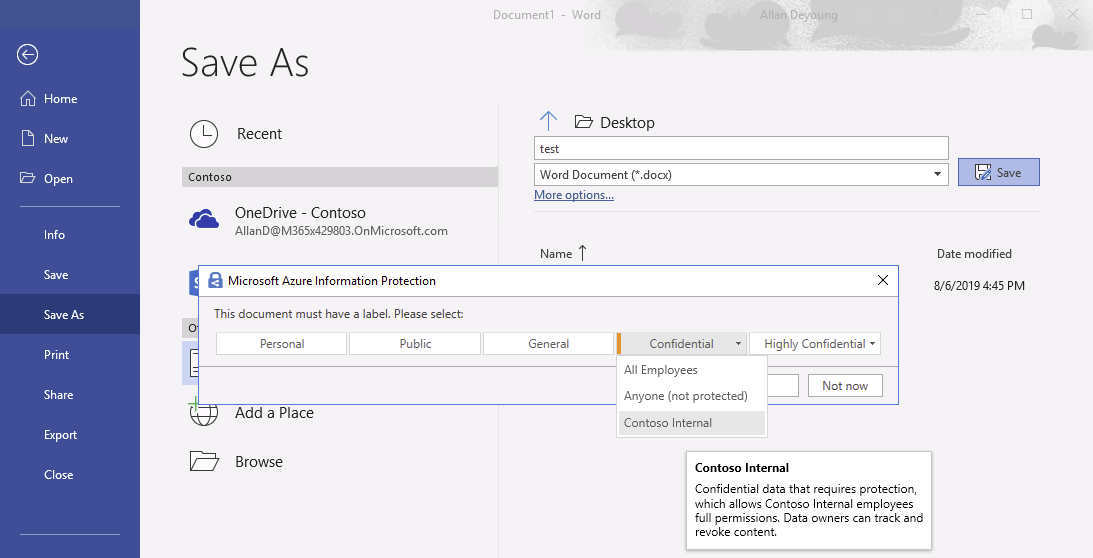 Document1 - Word
Allan Deyoung
?
Save As
Home
New
Open
Info
Save
Save As
Print
Share
Export
Close
Recent
Contoso
OneDrive - Contoso
AllanD@M365x429803.OnMicrosoft.com
Add a Place
Browse
Desktop
test
Word Document (*.docx)
Save
More options...
Name
Date modified
8/6/2019 4:45 PM
Microsoft Azure Information Protection
This document must have a label. Please select:
Personal
Public
General
Confidential
Highly Confidential
All Employees
Anyone (not protected)
Contoso Internal
Not now
Contoso Internal
Confidential data that requires protection,
which allows Contoso Internal employees
full permissions. Data owners can track and
revoke content.